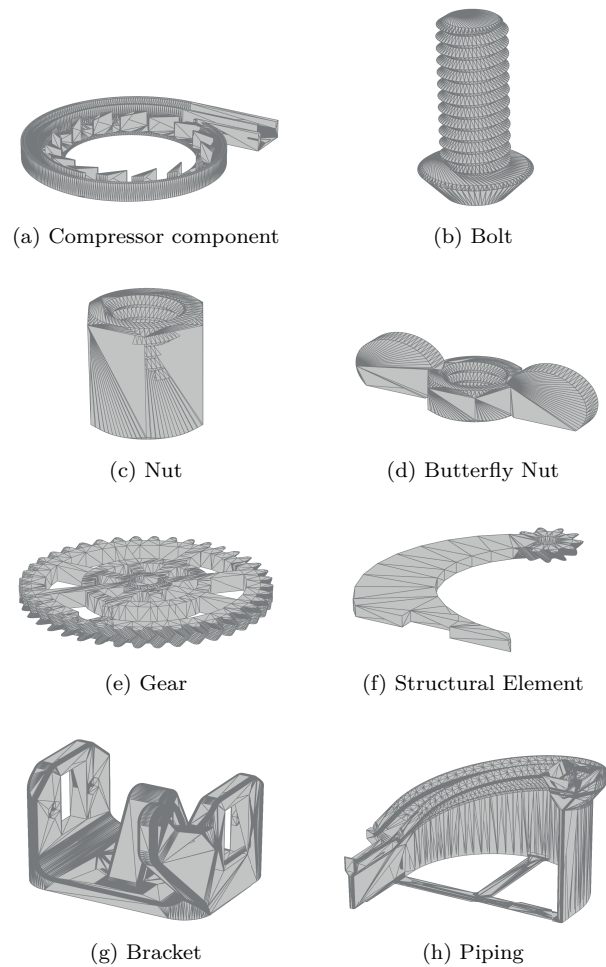 (a) Compressor component
(b) Bolt
(c) Nut
(d) Butterfly Nut
(e) Gear
(f) Structural Element
(g) Bracket
(h) Piping